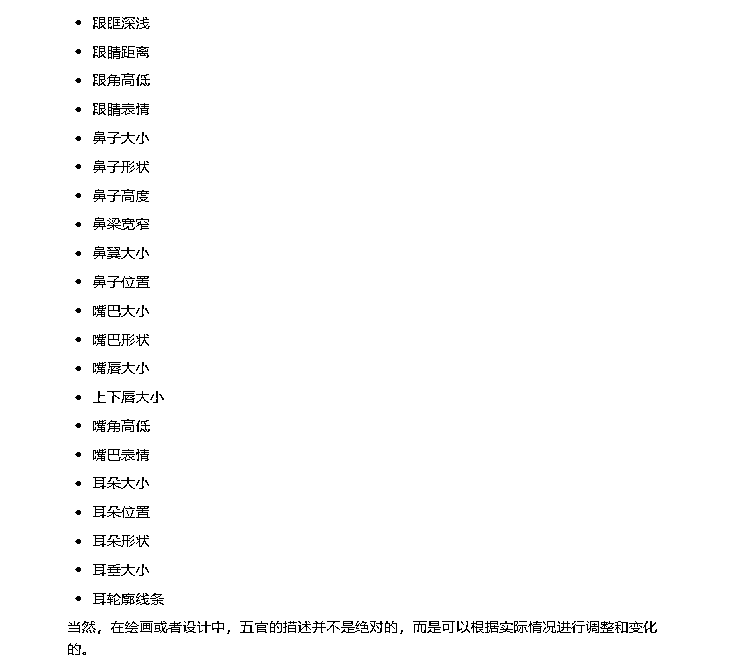 眼眶深浅
眼睛距离
眼角高低
眼睛表情
鼻子大小
鼻子形状
鼻子高度
鼻梁宽窄
鼻翼大小
鼻子位置
嘴巴大小
嘴巴形状
嘴唇大小
上下唇大小
嘴角高低
嘴巴表情
耳朵大小
耳朵位置
耳朵形状
耳垂大小
耳轮廓线条
当然，在绘画或者设计中，五官的描述并不是绝对的，而是可以根据实际情况进行调整和变化
的。